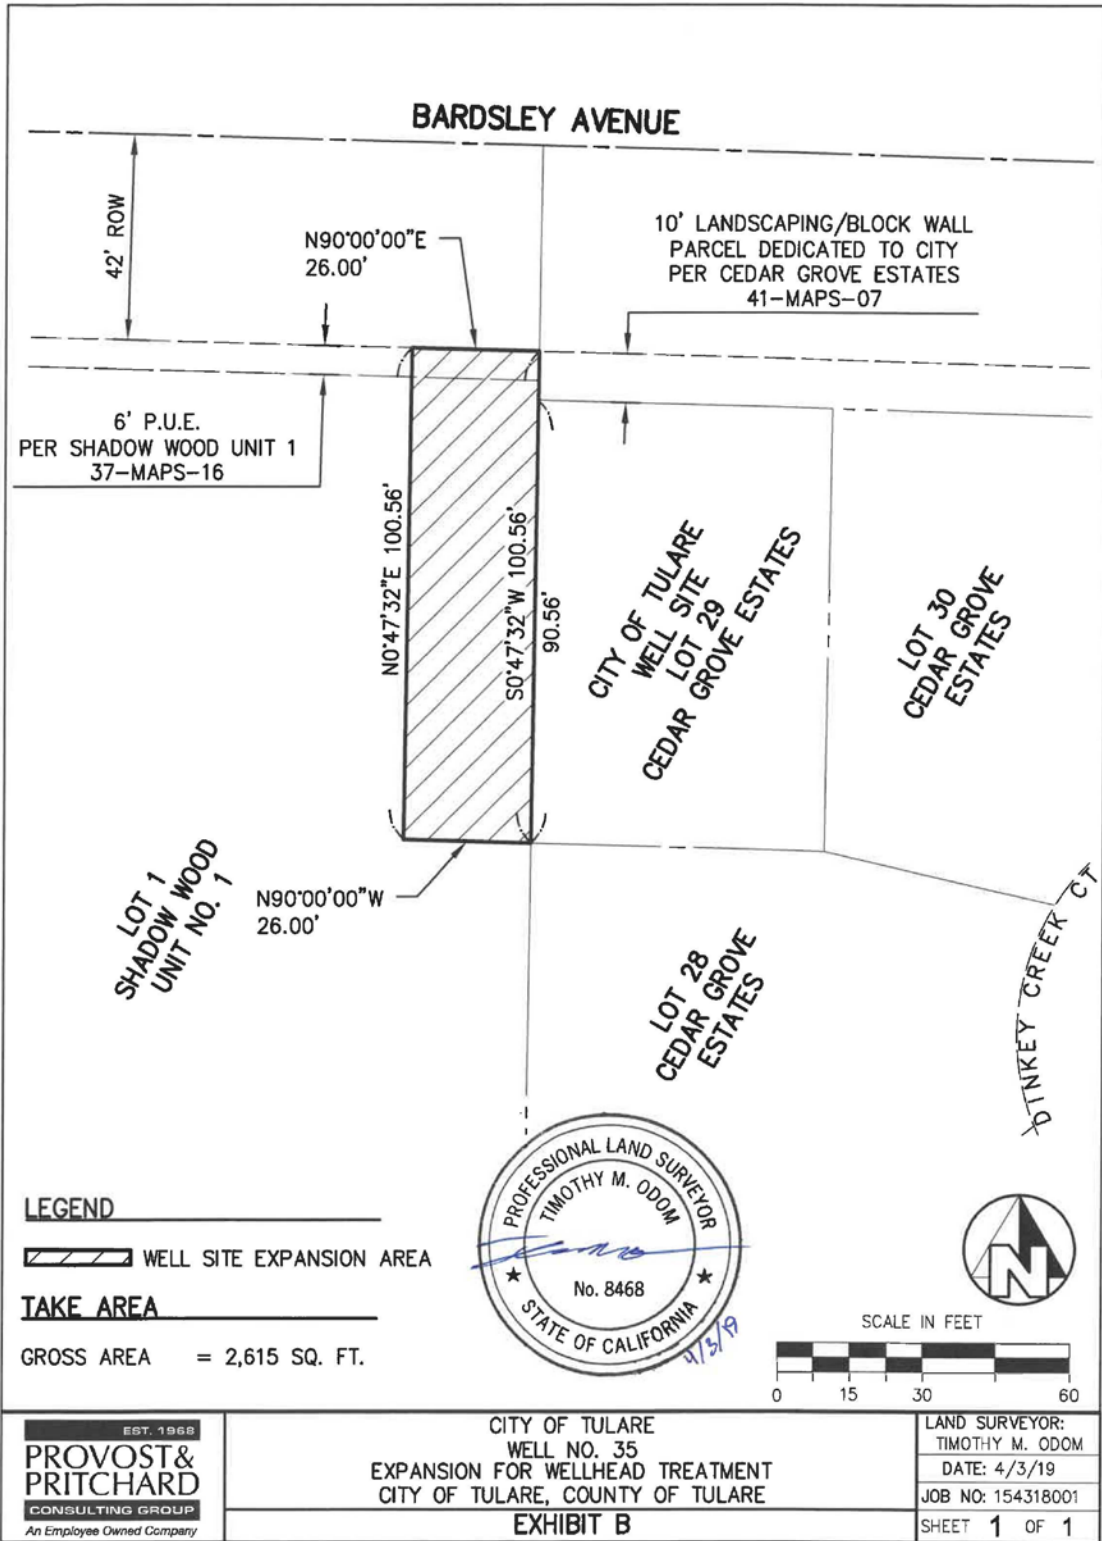 BARDSLEY AVENUE
42' ROW
N90°00'00"E
26.00'
10' LANDSCAPING/BLOCK WALL
PARCEL DEDICATED TO CITY
PER CEDAR GROVE ESTATES
41-MAPS-07
6' P.U.E.
PER SHADOW WOOD UNIT 1
37-MAPS-16
N0°47'32"E 100.56'
S0°47'32"W 100.56'
90.56'
CITY OF TULARE
WELL SITE
LOT 29
CEDAR GROVE ESTATES
LOT 30
CEDAR GROVE
ESTATES
LOT 1
SHADOW WOOD
UNIT NO. 1
N90°00'00"W
26.00'
LOT 28
CEDAR GROVE
ESTATES
DINKEY CREEK CT
LEGEND
WELL SITE EXPANSION AREA
TAKE AREA
GROSS AREA = 2,615 SQ. FT.
PROFESSIONAL LAND SURVEYOR
TIMOTHY M. ODOM
No. 8468
STATE OF CALIFORNIA
4/3/19
N
SCALE IN FEET
0 15 30 60
EST. 1968
PROVOST&
PRITCHARD
CONSULTING GROUP
An Employee Owned Company
CITY OF TULARE
WELL NO. 35
EXPANSION FOR WELLHEAD TREATMENT
CITY OF TULARE, COUNTY OF TULARE
EXHIBIT B
LAND SURVEYOR:
TIMOTHY M. ODOM
DATE: 4/3/19
JOB NO: 154318001
SHEET 1 OF 1